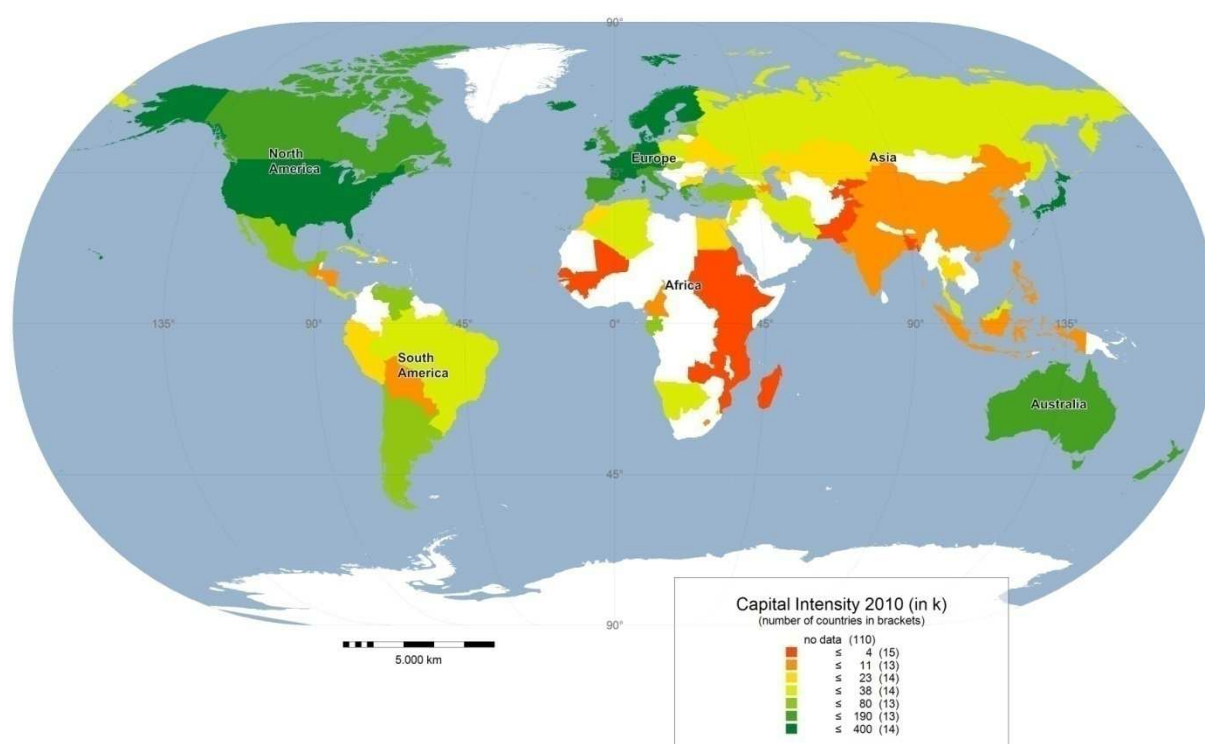 90°
North
America
Europe
Asia
Africa
135°
90°
45°
0°
45°
90°
135°
South
America
Australia
45°
90°
5.000 km
Capital Intensity 2010 (in k)
(number of countries in brackets)
no data (110)
≤ 4 (15)
≤ 11 (13)
≤ 23 (14)
≤ 38 (14)
≤ 80 (13)
≤ 190 (13)
≤ 400 (14)